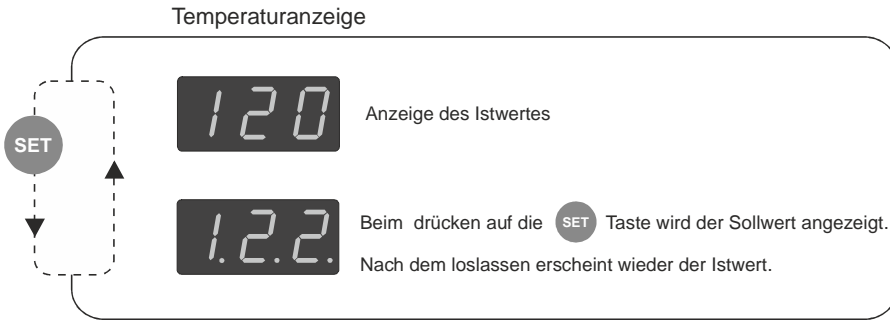 Temperaturanzeige
120
Anzeige des Istwertes
SET
1.2.2.
Beim drücken auf die SET Taste wird der Sollwert angezeigt.
Nach dem loslassen erscheint wieder der Istwert.